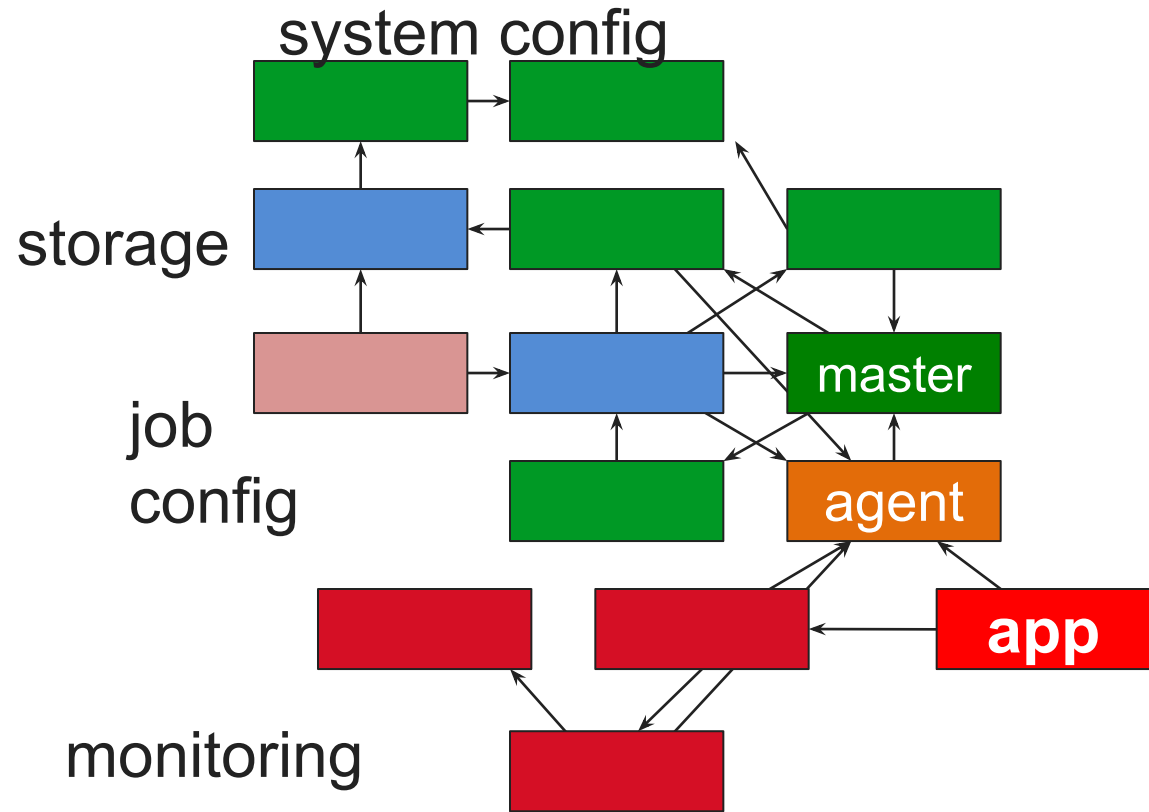 system config
storage
master
job
config
agent
app
monitoring